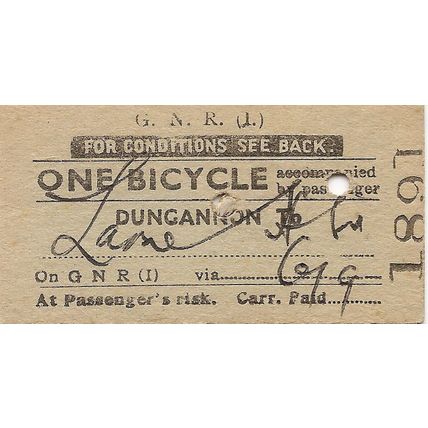 G. N. R. (I.)
FOR CONDITIONS SEE BACK.
ONE BICYCLE accompanied by passenger
DUNGANNON To
Larne
On G N R (I) via
At Passenger's risk. Carr. Paid
1891